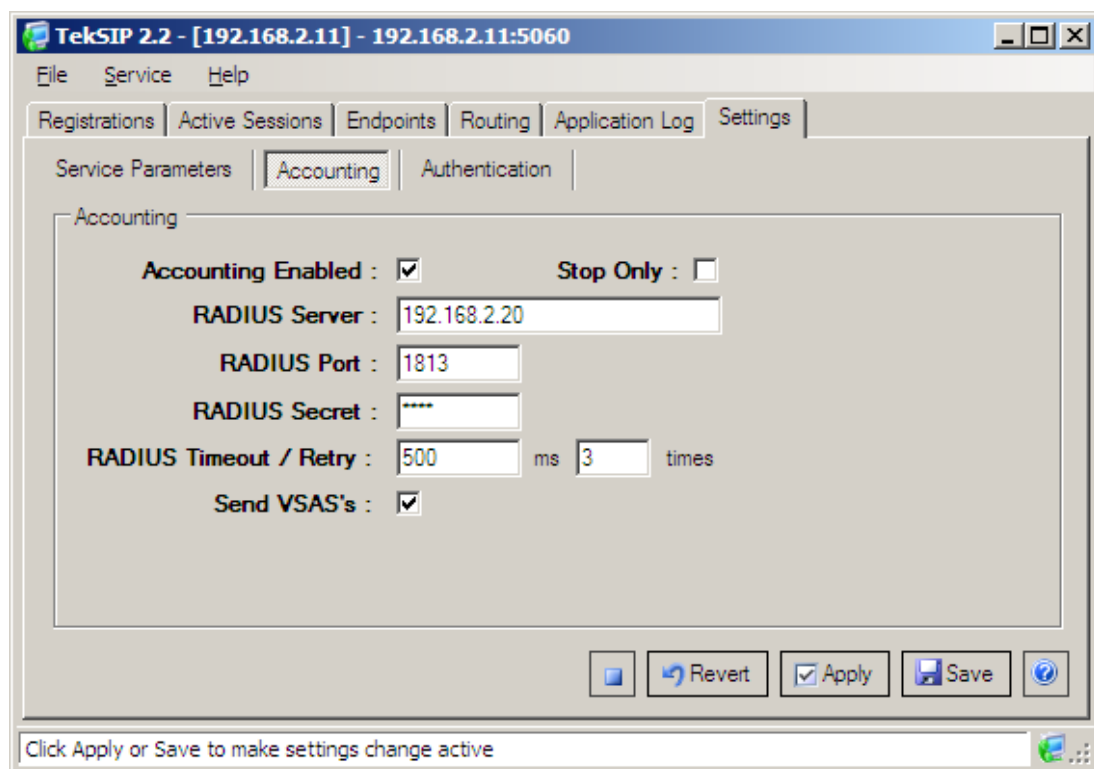 TekSIP 2.2 - [192.168.2.11] - 192.168.2.11:5060
File Service Help
Registrations Active Sessions Endpoints Routing Application Log Settings
Service Parameters Accounting Authentication
Accounting
Accounting Enabled : Stop Only :
RADIUS Server : 192.168.2.20
RADIUS Port : 1813
RADIUS Secret : ****
RADIUS Timeout / Retry : 500 ms 3 times
Send VSAS's :
Revert Apply Save
Click Apply or Save to make settings change active